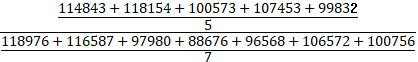 114843 + 118154 + 100573 + 107453 + 99832
5
118976 + 116587 + 97980 + 88676 + 96568 + 106572 + 100756
7